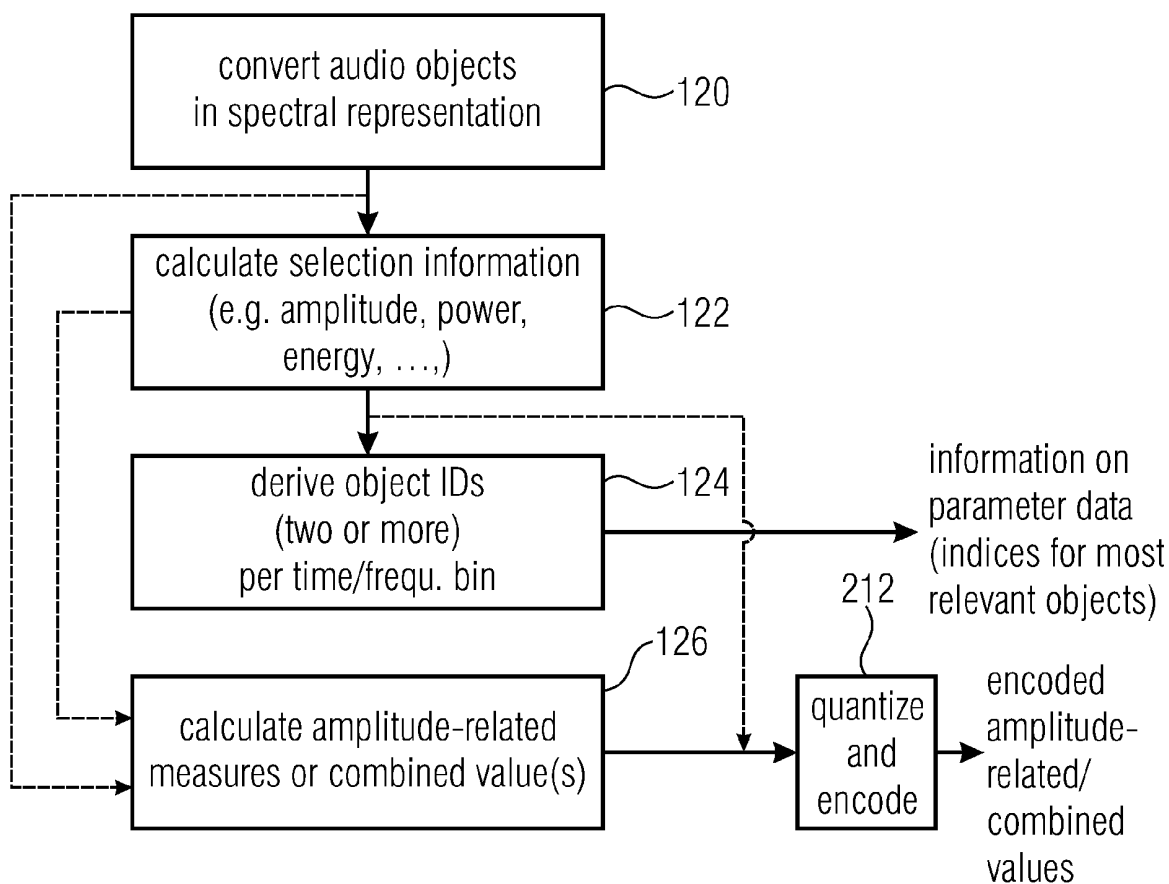 convert audio objects
in spectral representation
120
calculate selection information
(e.g. amplitude, power,
energy, ...,)
122
derive object IDs
(two or more)
per time/frequ. bin
124
information on
parameter data
(indices for most
relevant objects)
calculate amplitude-related
measures or combined value(s)
126
212
quantize
and
encode
encoded
amplitude-
related/
combined
values